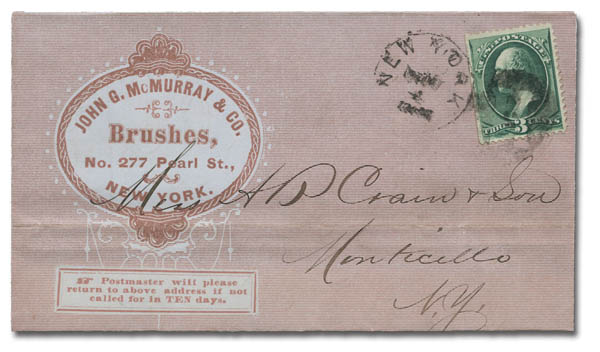 JOHN G. McMURRAY & CO.
Brushes,
No. 277 Pearl St.,
NEW YORK.
Postmaster will please
return to above address if not
called for in TEN days.
NEW YORK
U.S. POSTAGE
THREE 3 CENTS
A P Crain & Son
Monticello
N.Y.